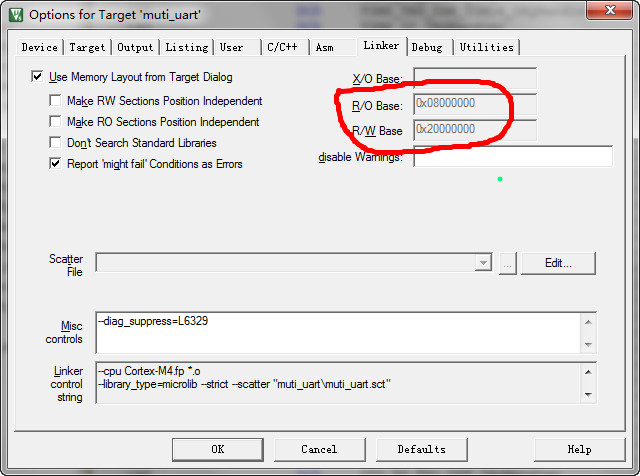 Options for Target 'muti_uart'
Device Target Output Listing User C/C++ Asm Linker Debug Utilities
Use Memory Layout from Target Dialog
Make RW Sections Position Independent
Make RO Sections Position Independent
Don't Search Standard Libraries
Report 'might fail' Conditions as Errors
X/O Base:
R/O Base: 0x08000000
R/W Base 0x20000000
disable Warnings:
Scatter
File
... Edit...
Misc
controls
--diag_suppress=L6329
Linker
control
string
--cpu Cortex-M4.fp *.o
--library_type=microlib --strict --scatter "muti_uart\muti_uart.sct"
OK Cancel Defaults Help